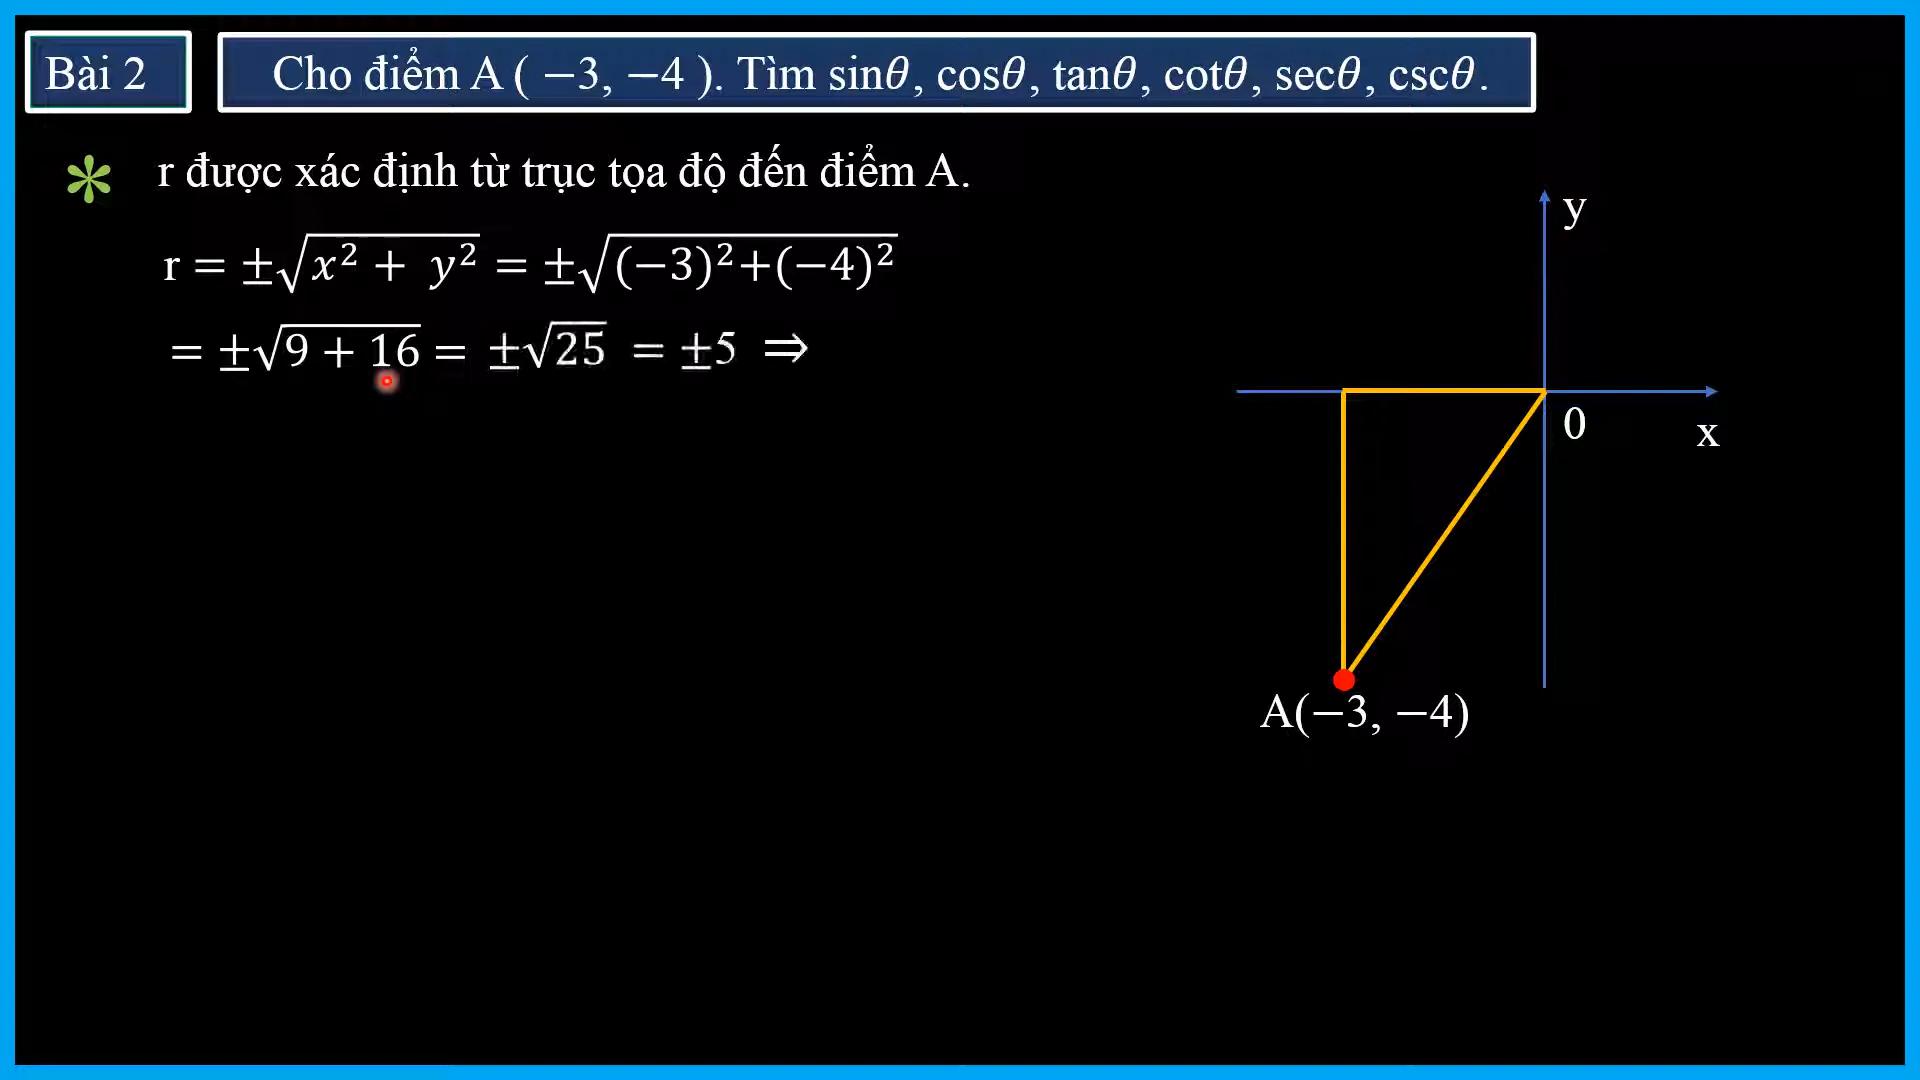 Bài 2
Cho điểm A ( −3, −4 ). Tìm sinθ, cosθ, tanθ, cotθ, secθ, cscθ.
r được xác định từ trục tọa độ đến điểm A.
r = ±√(x² + y²) = ±√((−3)²+(−4)²)
= ±√(9 + 16) = ±√25 = ±5 ⇒
y
0
x
A(−3, −4)